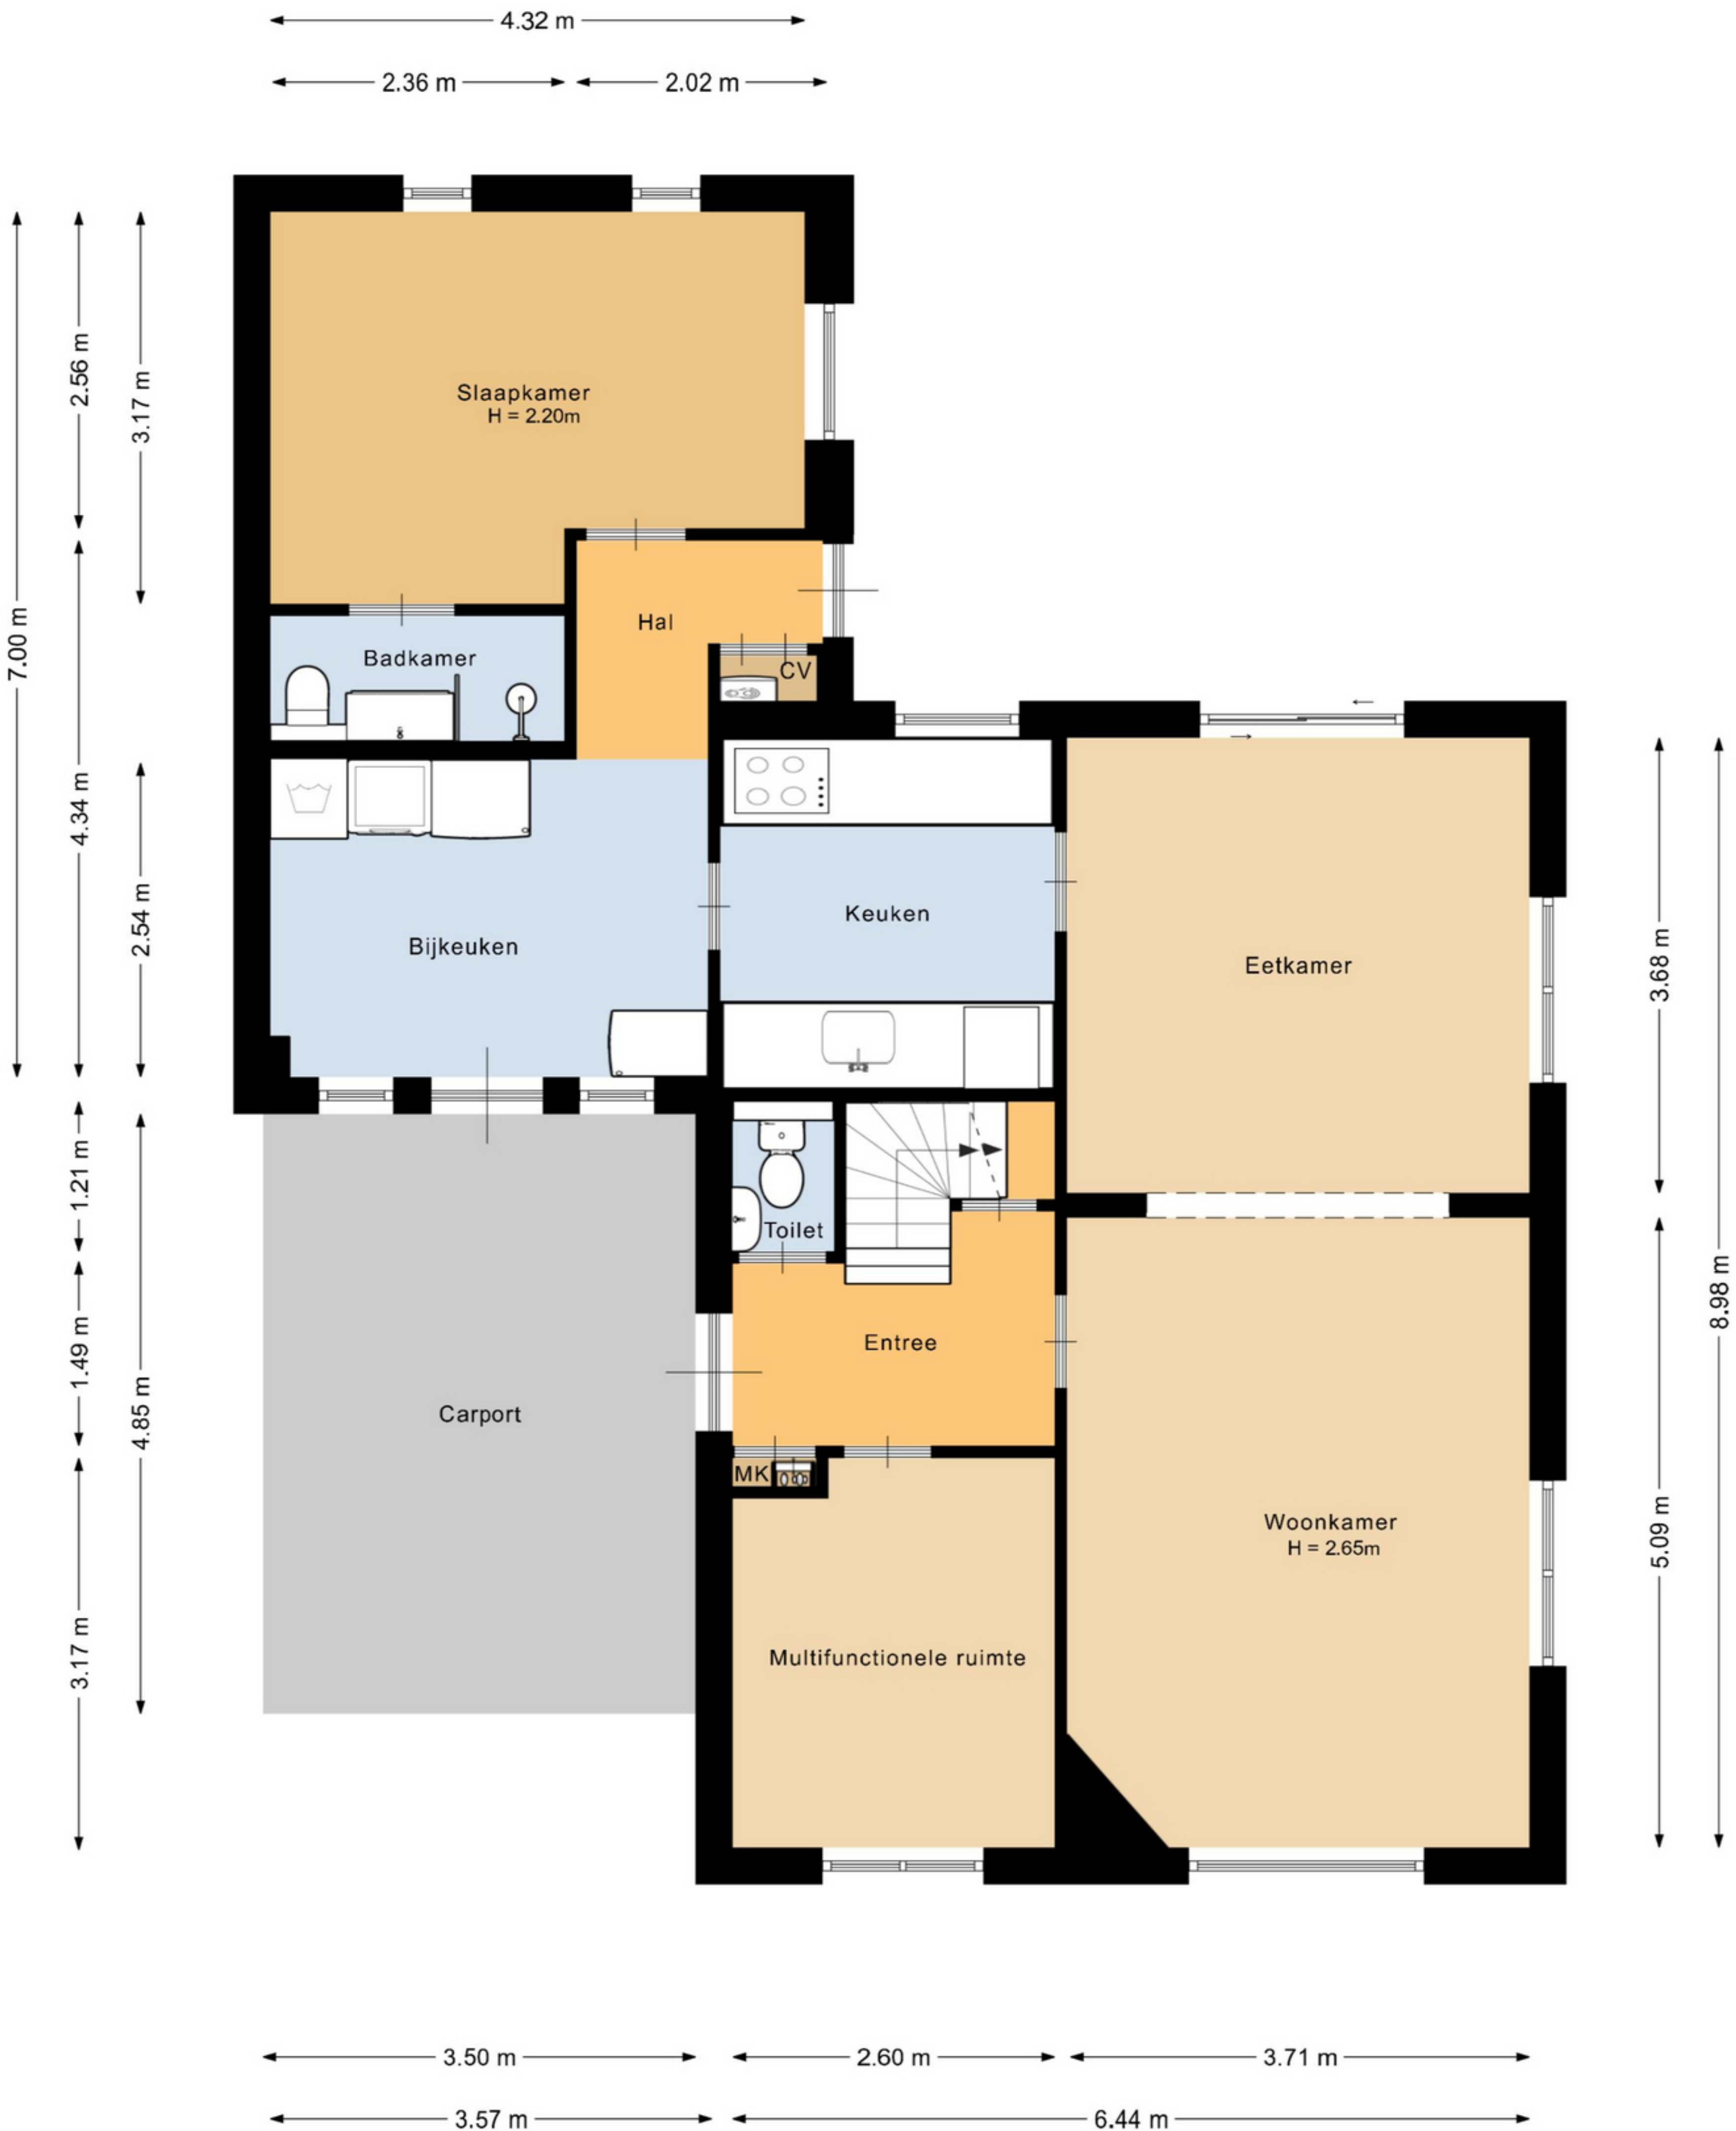 4.32 m
2.36 m
2.02 m
7.00 m
2.56 m
3.17 m
4.34 m
2.54 m
1.21 m
1.49 m
4.85 m
3.17 m
Slaapkamer
H = 2.20m
Hal
Badkamer
CV
Keuken
Bijkeuken
Eetkamer
Toilet
Entree
Carport
MK
Woonkamer
H = 2.65m
Multifunctionele ruimte
3.68 m
8.98 m
5.09 m
3.50 m
2.60 m
3.71 m
3.57 m
6.44 m